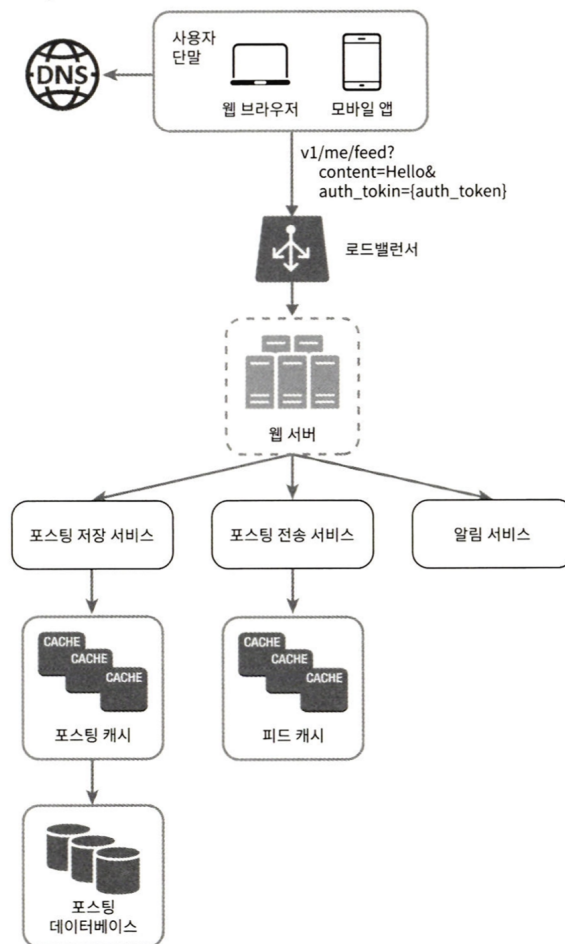 사용자
단말
DNS
웹 브라우저
모바일 앱
v1/me/feed?
content=Hello&
auth_tokin={auth_token}
로드밸런서
웹 서버
포스팅 저장 서비스
포스팅 전송 서비스
알림 서비스
CACHE
CACHE
CACHE
포스팅 캐시
CACHE
CACHE
CACHE
피드 캐시
포스팅
데이터베이스